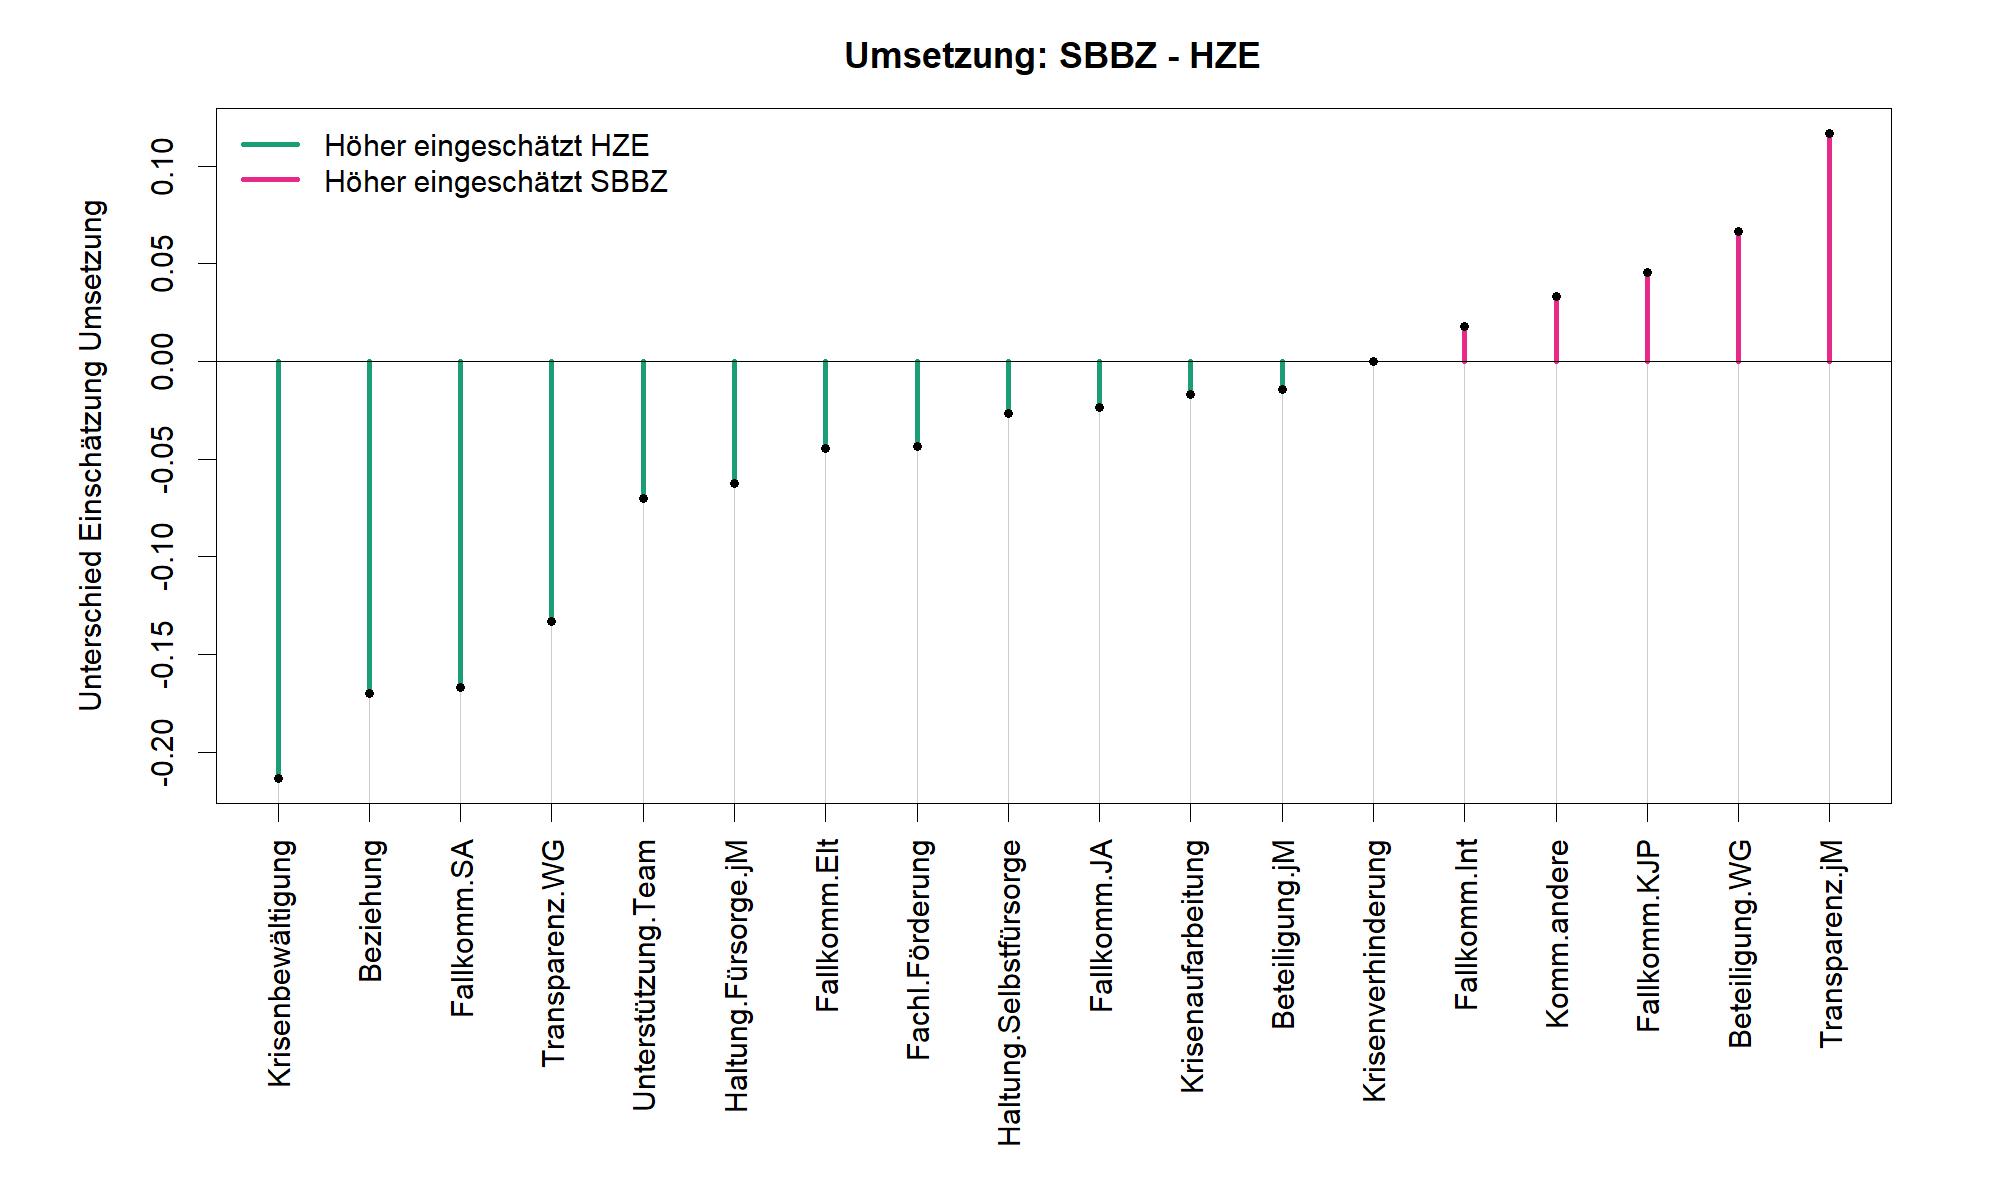 Umsetzung: SBBZ - HZE
Höher eingeschätzt HZE
Höher eingeschätzt SBBZ
Unterschied Einschätzung Umsetzung
0.10
0.05
0.00
-0.05
-0.10
-0.15
-0.20
Krisenbewältigung
Beziehung
Fallkomm.SA
Transparenz.WG
Unterstützung.Team
Haltung.Fürsorge.jM
Fallkomm.Elt
Fachl.Förderung
Haltung.Selbstfürsorge
Fallkomm.JA
Krisenaufarbeitung
Beteiligung.jM
Krisenverhinderung
Fallkomm.Int
Komm.andere
Fallkomm.KJP
Beteiligung.WG
Transparenz.jM